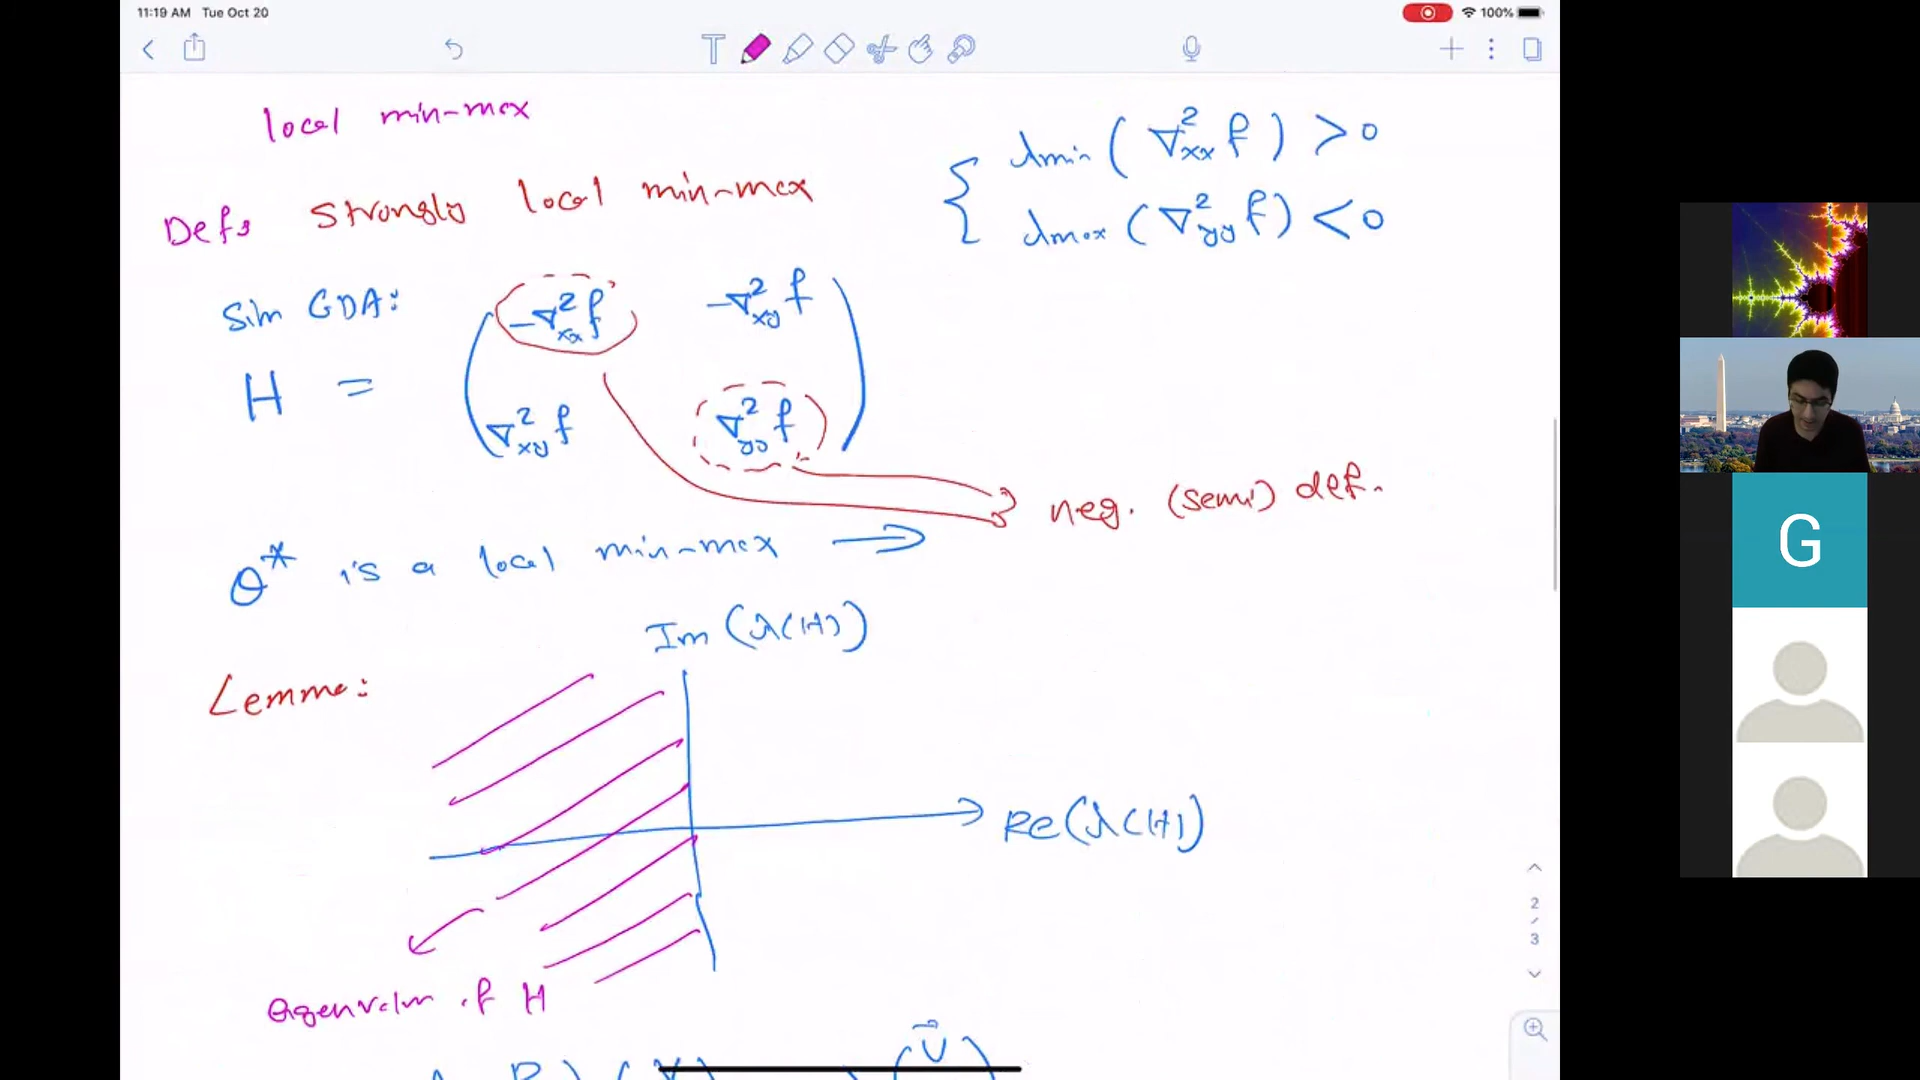 11:19 AM Tue Oct 20
100%
local min-max
Def: Strongly local min-max
{ λmin ( ∇²xx f ) > 0
λmax ( ∇²yy f ) < 0
Sim GDA:
H = ( -∇²xx f -∇²xy f
∇²xy f ∇²yy f )
neg. (semi) def.
θ* is a local min-max →
Im (λ(H))
Lemma:
Re(λ(H))
eigenvalue of H
G
2
3